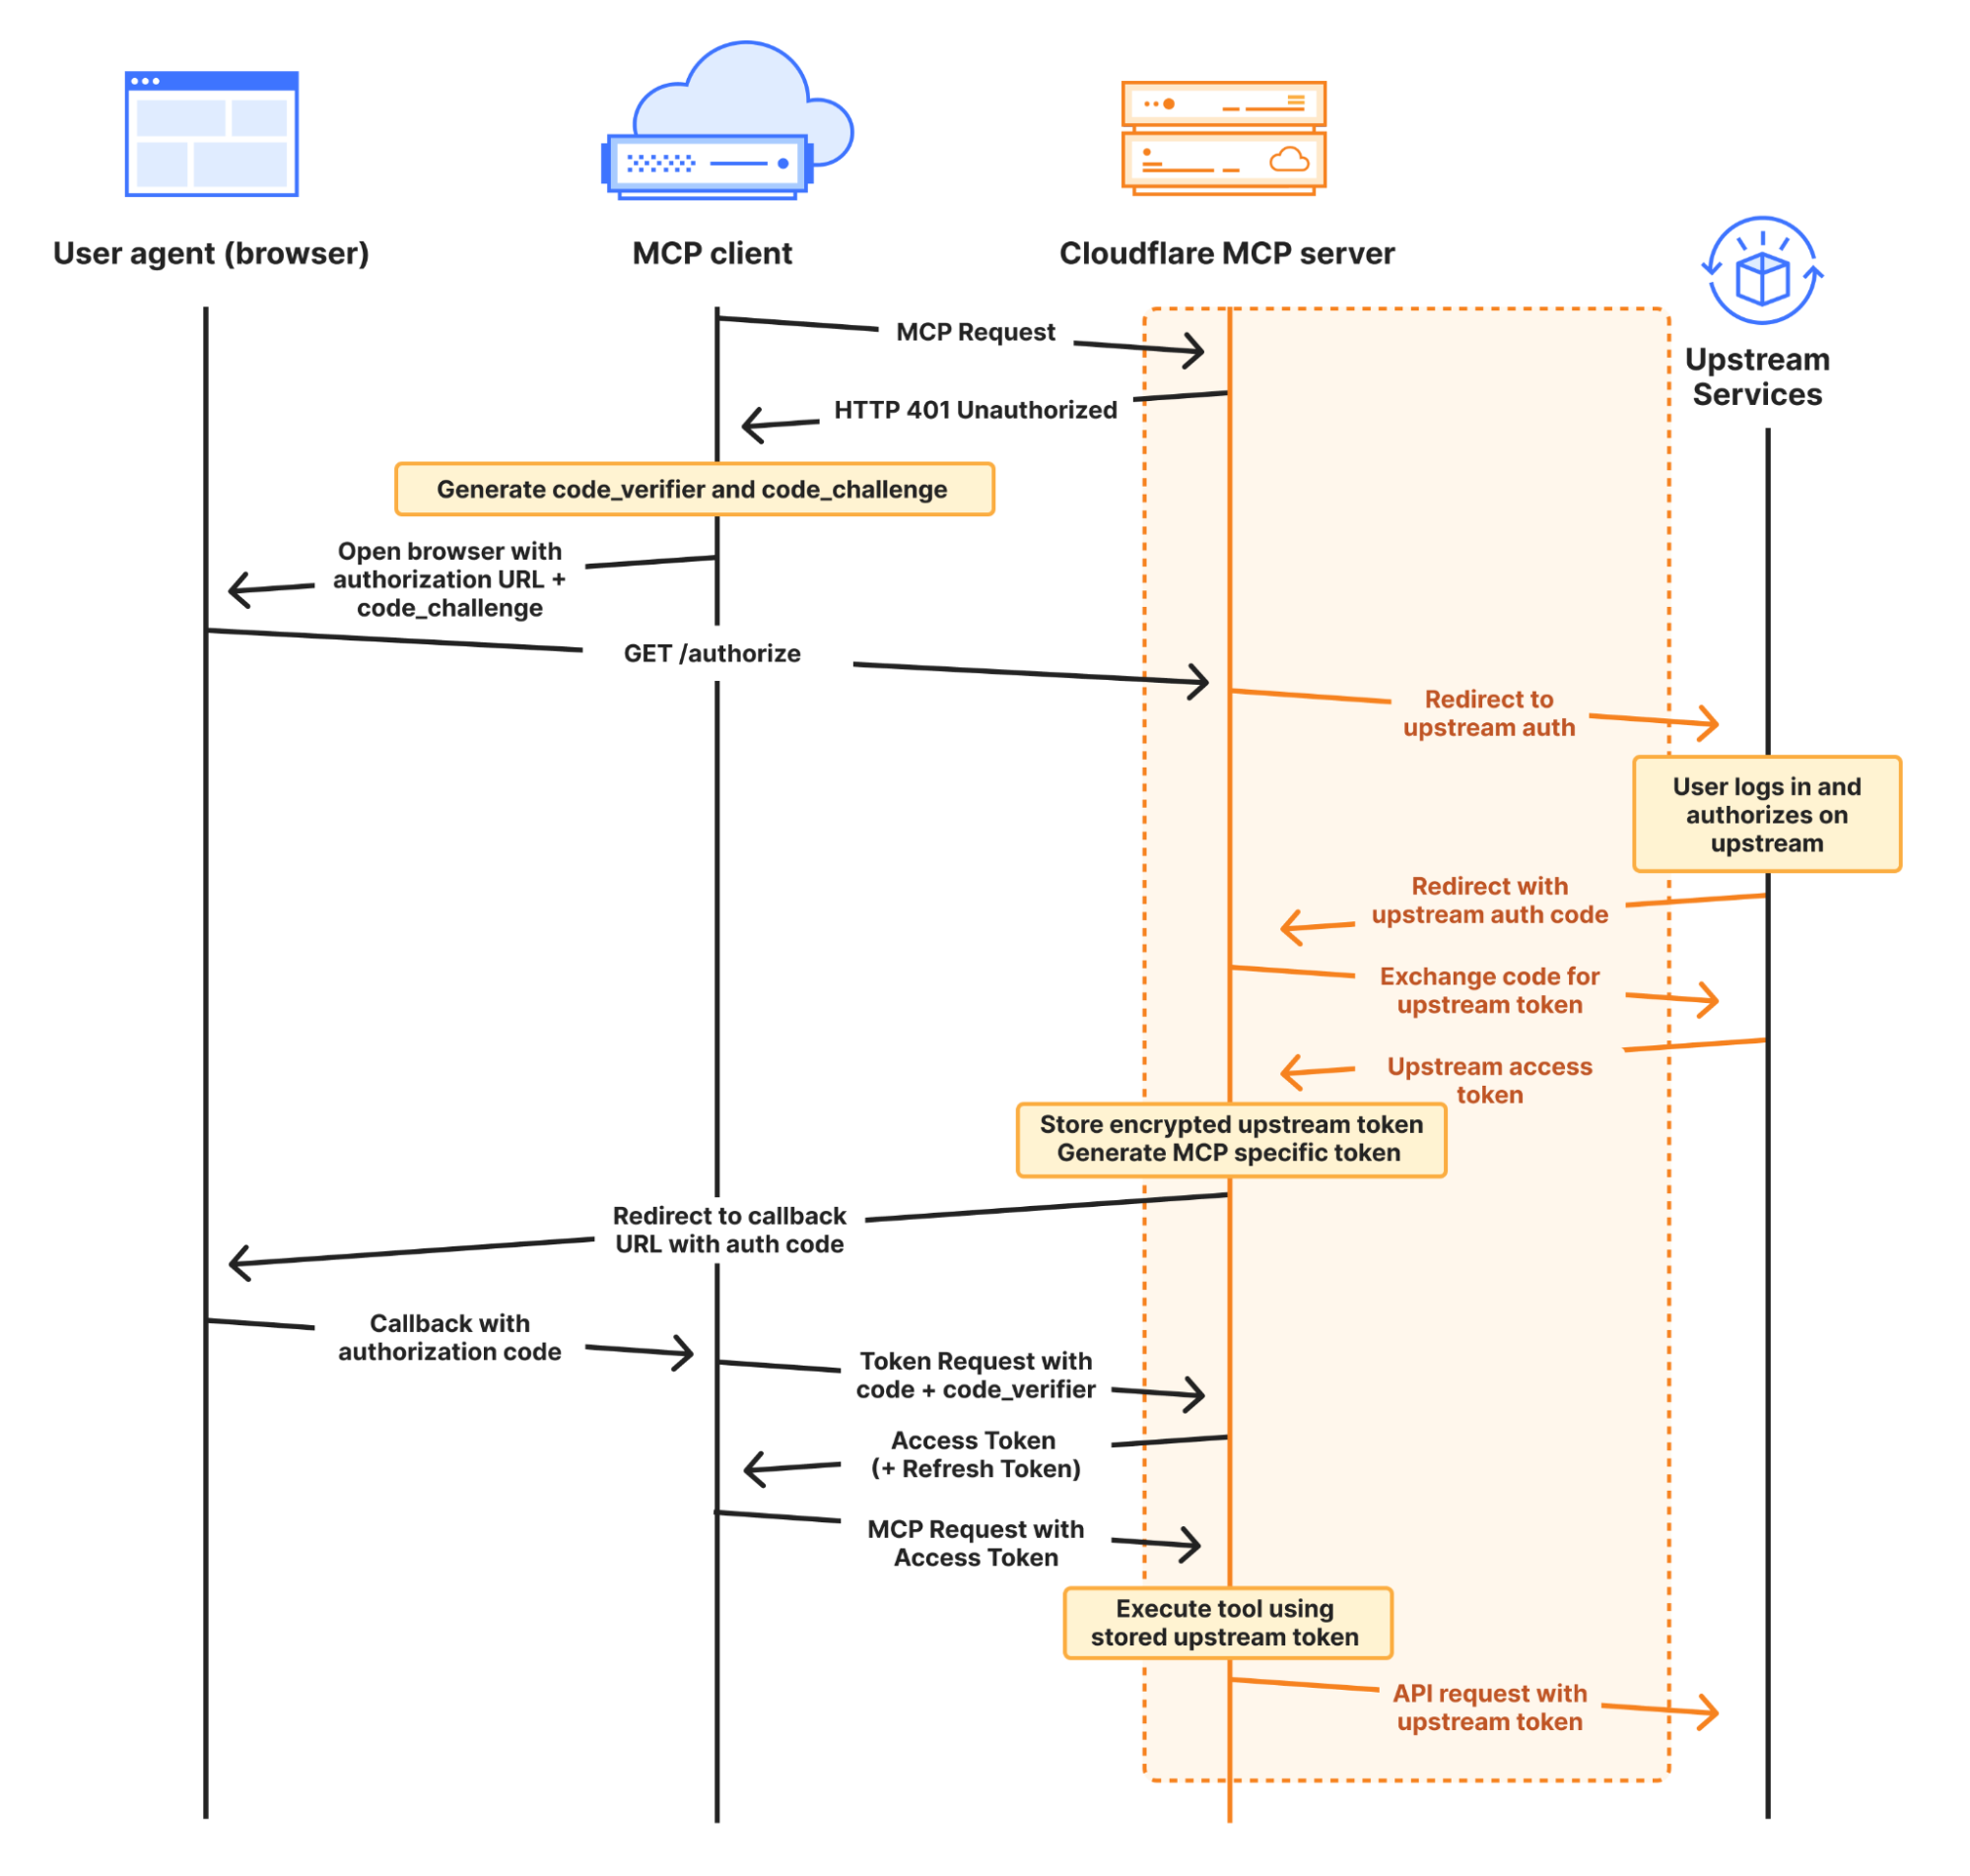 User agent (browser)
MCP client
Cloudflare MCP server
Upstream
Services
MCP Request
HTTP 401 Unauthorized
Generate code_verifier and code_challenge
Open browser with
authorization URL +
code_challenge
GET /authorize
Redirect to
upstream auth
User logs in and
authorizes on
upstream
Redirect with
upstream auth code
Exchange code for
upstream token
Upstream access
token
Store encrypted upstream token
Generate MCP specific token
Redirect to callback
URL with auth code
Callback with
authorization code
Token Request with
code + code_verifier
Access Token
(+ Refresh Token)
MCP Request with
Access Token
Execute tool using
stored upstream token
API request with
upstream token